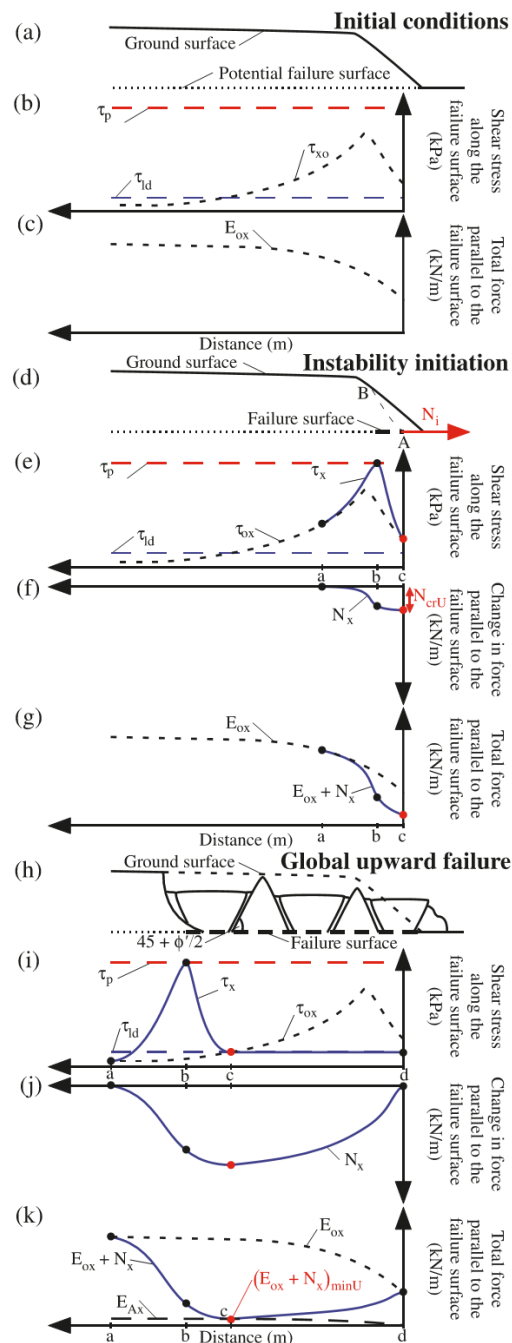 (a)
Initial conditions
Ground surface
Potential failure surface
(b)
τp
τxo
τld
Shear stress
along the
failure surface
(kPa)
(c)
Eox
Total force
parallel to the
failure surface
(kN/m)
Distance (m)
Ground surface
Instability initiation
(d)
B
Ni
Failure surface
A
(e)
τp
τx
τox
τld
Shear stress
along the
failure surface
(kPa)
a b c
(f)
NcrU
Nx
Change in force
parallel to the
failure surface
(kN/m)
(g)
Eox
Eox + Nx
Total force
parallel to the
failure surface
(kN/m)
Distance (m) a b c
(h)
Ground surface
Global upward failure
45 + ϕ'/2
Failure surface
(i)
τp
τx
τox
τld
Shear stress
along the
failure surface
(kPa)
a b c d
(j)
Nx
Change in force
parallel to the
failure surface
(kN/m)
(k)
Eox
Eox + Nx
(Eox + Nx)minU
EAx
c
Total force
parallel to the
failure surface
(kN/m)
a b Distance (m) d